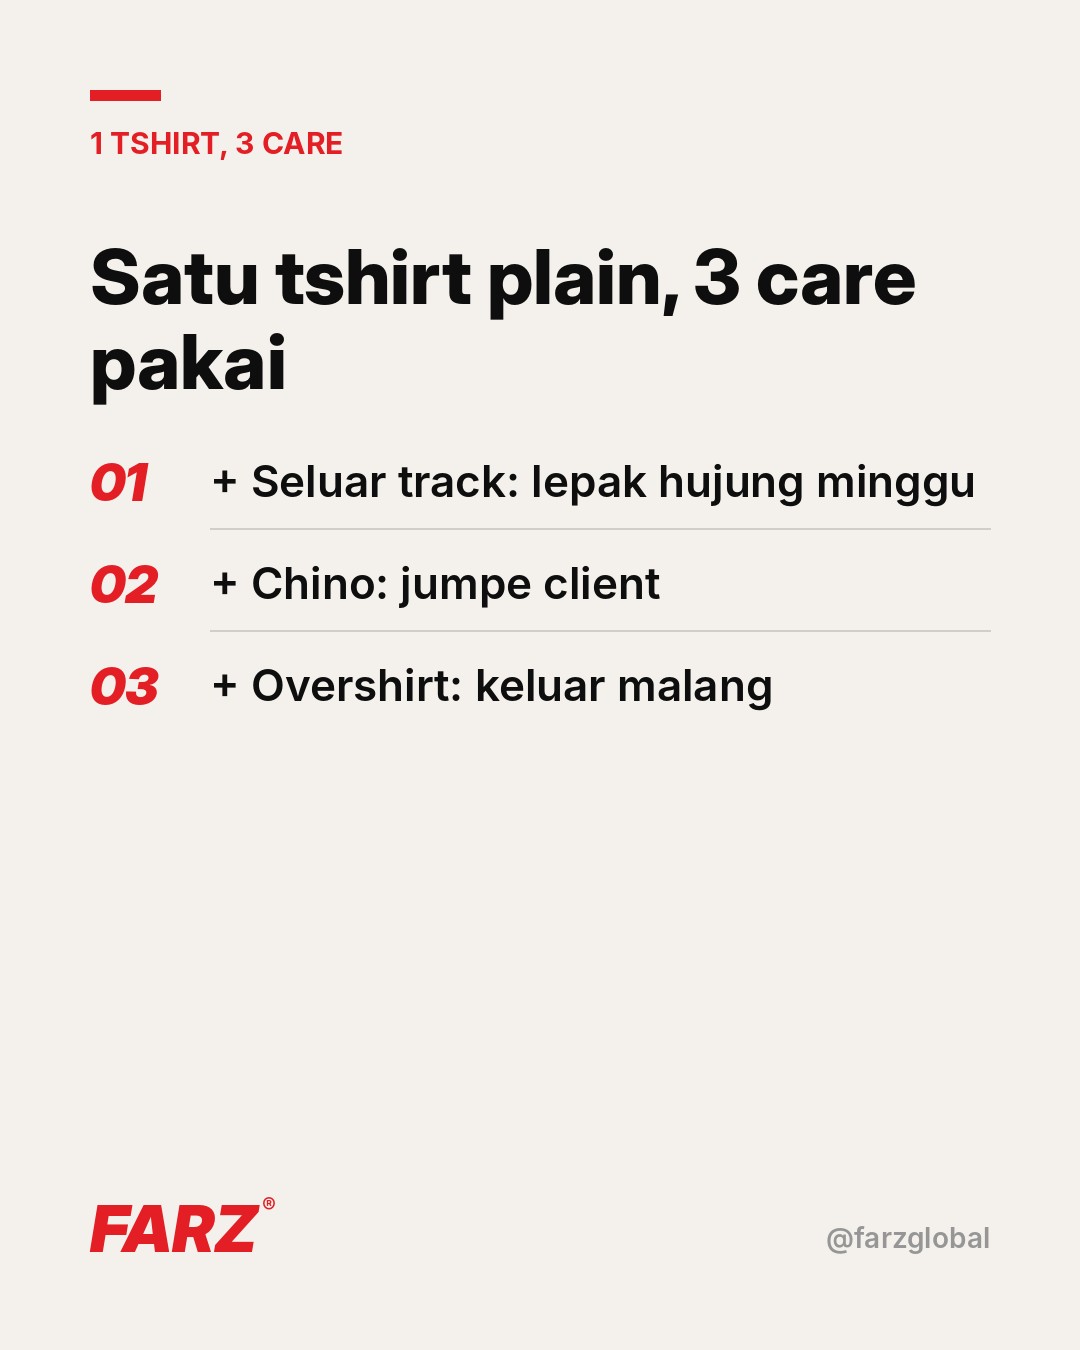 1 TSHIRT, 3 CARE
Satu tshirt plain, 3 care
pakai
01 + Seluar track: lepak hujung minggu
02 + Chino: jumpe client
03 + Overshirt: keluar malang
FARZ®
@farzglobal